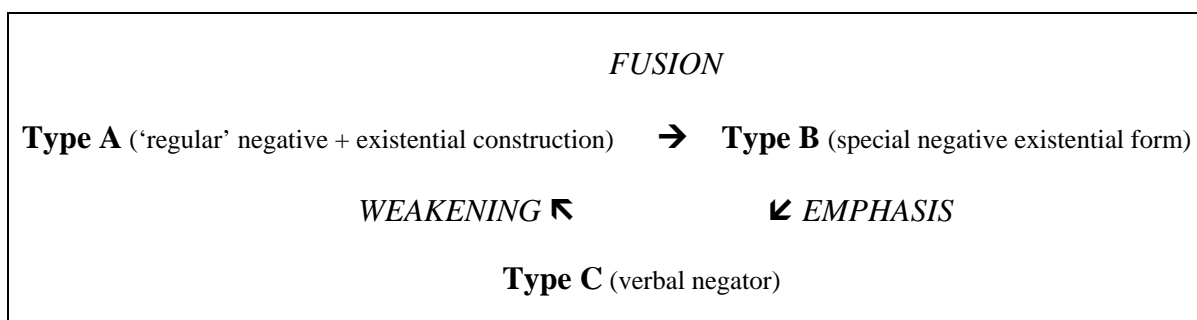 FUSION
Type A (‘regular’ negative + existential construction) → Type B (special negative existential form)
WEAKENING ↖ ↙ EMPHASIS
Type C (verbal negator)